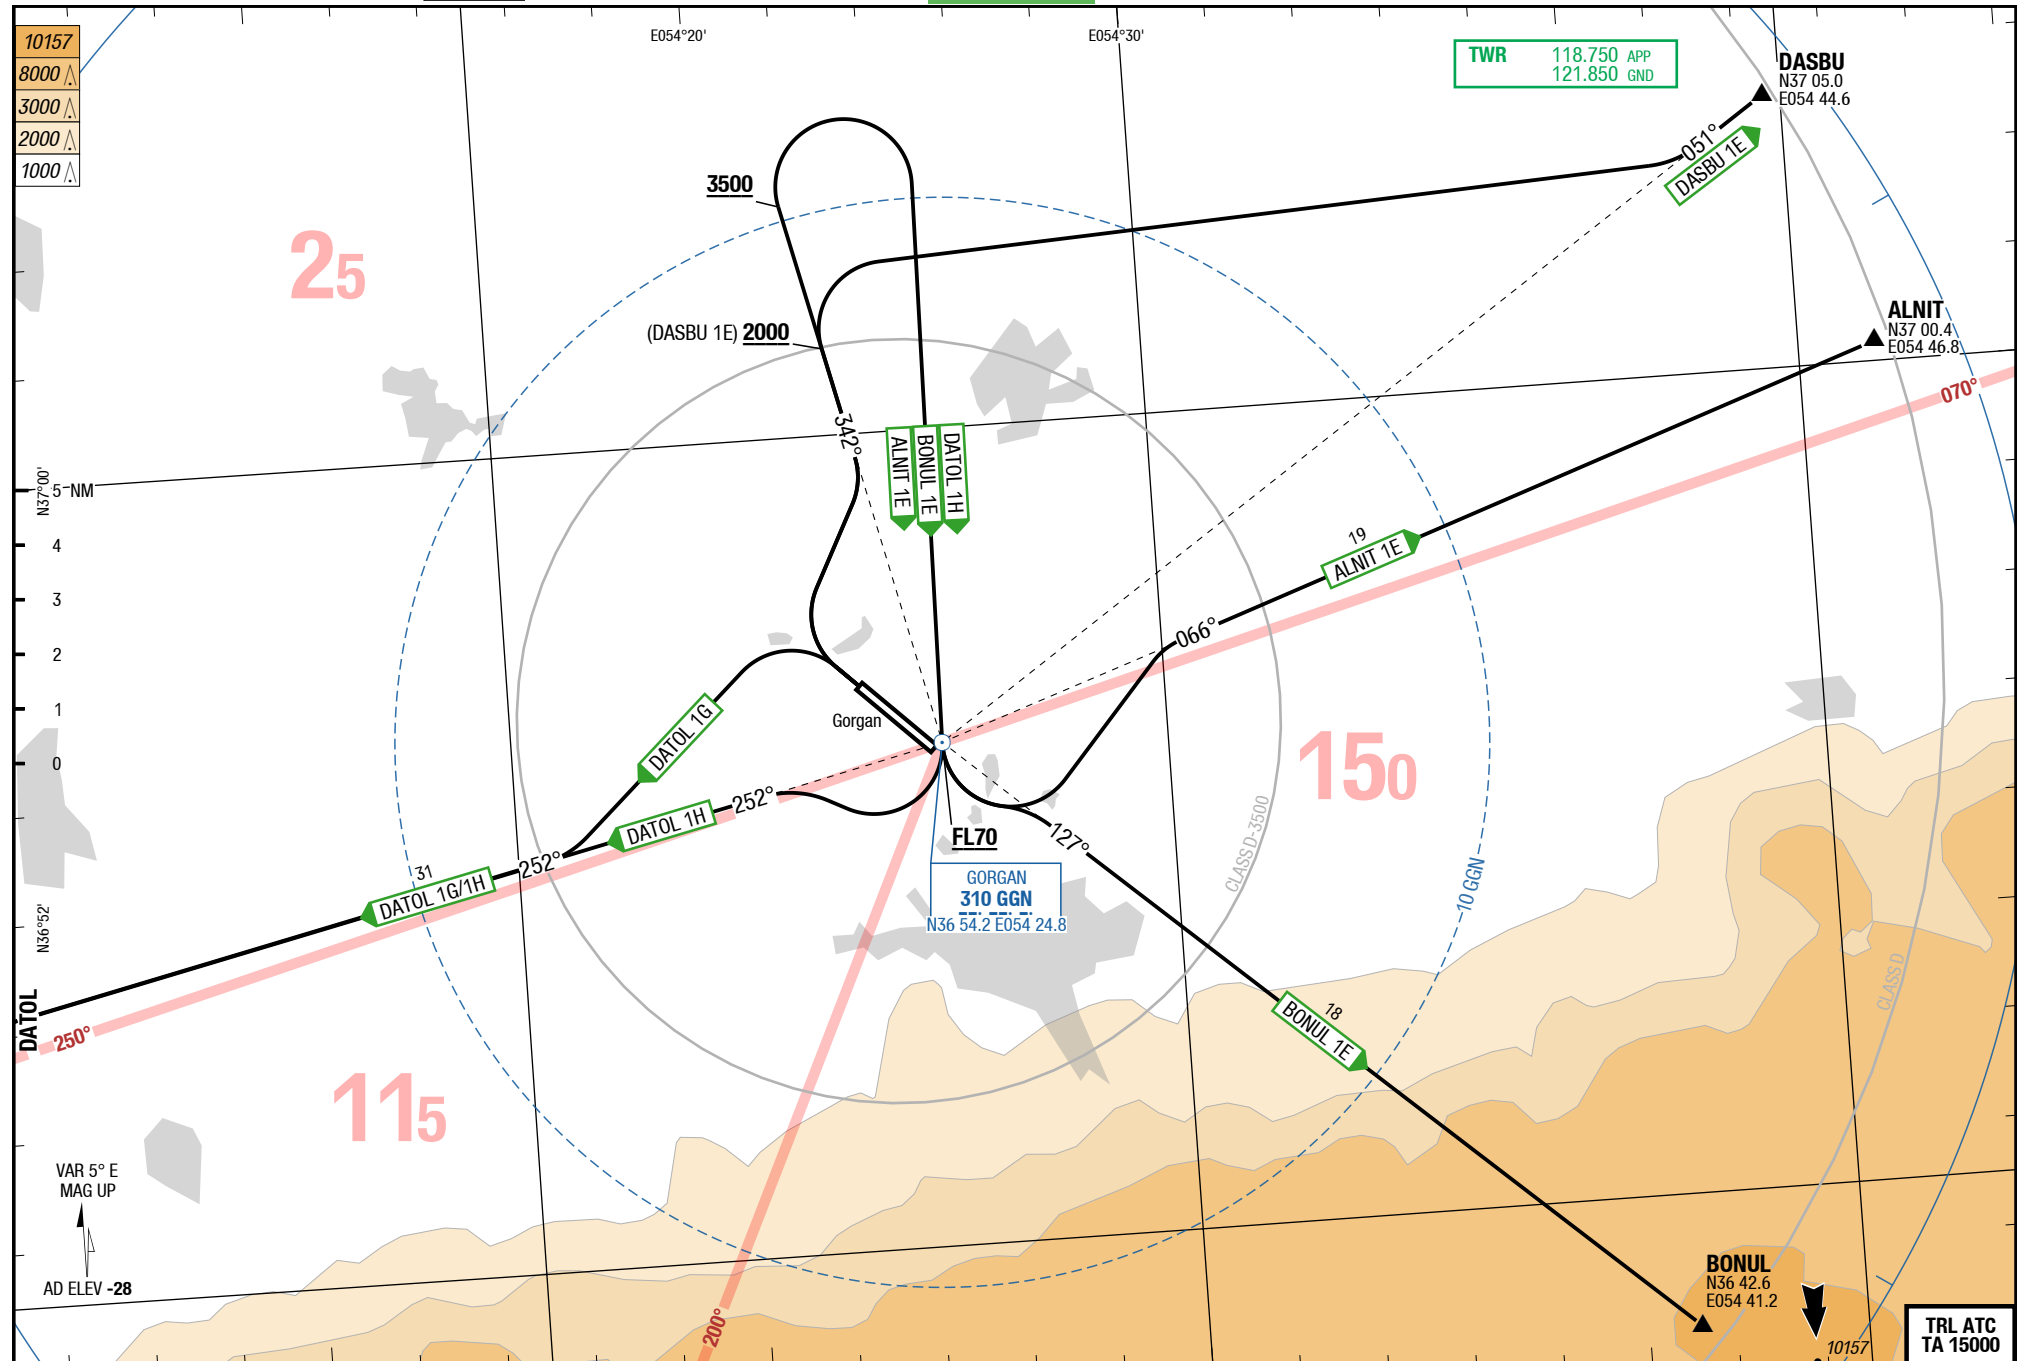 10157
8000
3000
2000
1000
E054°20'
E054°30'
TWR 118.750 APP
121.850 GND
DASBU
N37 05.0
E054 44.6
051°
DASBU 1E
3500
25
(DASBU 1E) 2000
ALNIT
N37 00.4
E054 46.8
070°
342°
ALNIT 1E
BONUL 1E
DATOL 1H
N37°00'
5 NM
4
3
2
1
0
19
ALNIT 1E
066°
Gorgan
DATOL 1G
150
252°
DATOL 1H
252°
31
DATOL 1G/1H
FL70
127°
CLASS D-3500
10 GGN
GORGAN
310 GGN
N36 54.2 E054 24.8
N36°52'
DATOL
250°
CLASS D
18
BONUL 1E
115
VAR 5° E
MAG UP
AD ELEV -28
200°
BONUL
N36 42.6
E054 41.2
10157
TRL ATC
TA 15000